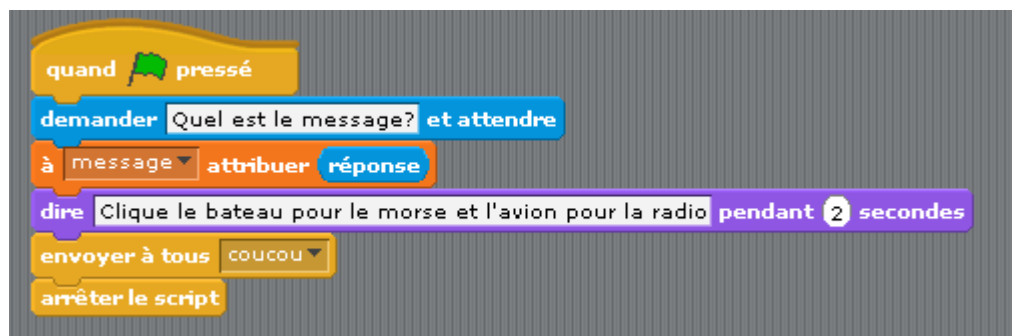 quand pressé
demander Quel est le message? et attendre
à message attribuer réponse
dire Clique le bateau pour le morse et l'avion pour la radio pendant 2 secondes
envoyer à tous coucou
arrêter le script